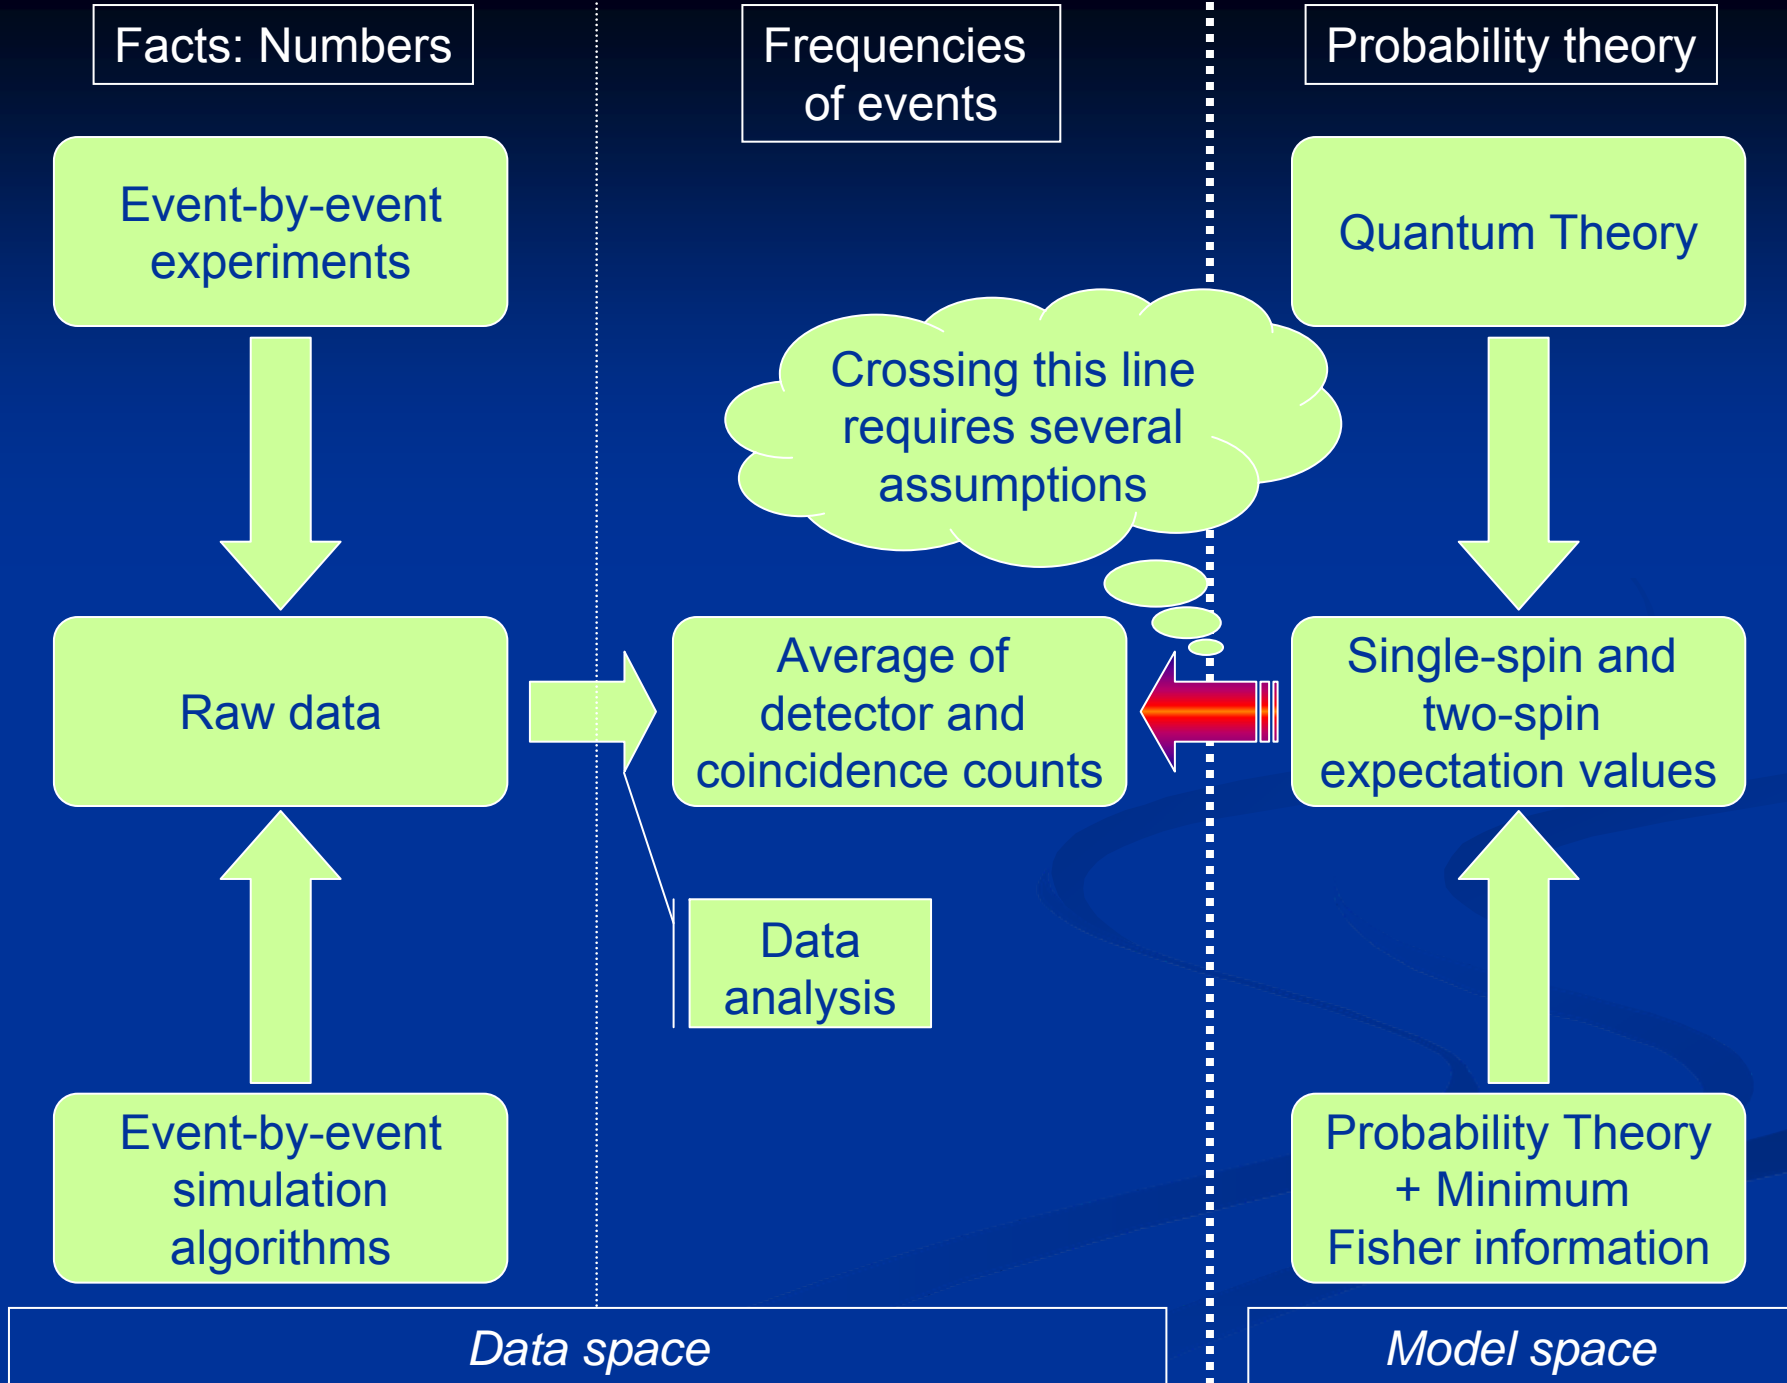 Facts: Numbers
Frequencies
of events
Probability theory
Event-by-event
experiments
Quantum Theory
Crossing this line
requires several
assumptions
Raw data
Average of
detector and
coincidence counts
Single-spin and
two-spin
expectation values
Data
analysis
Event-by-event
simulation
algorithms
Probability Theory
+ Minimum
Fisher information
Data space
Model space